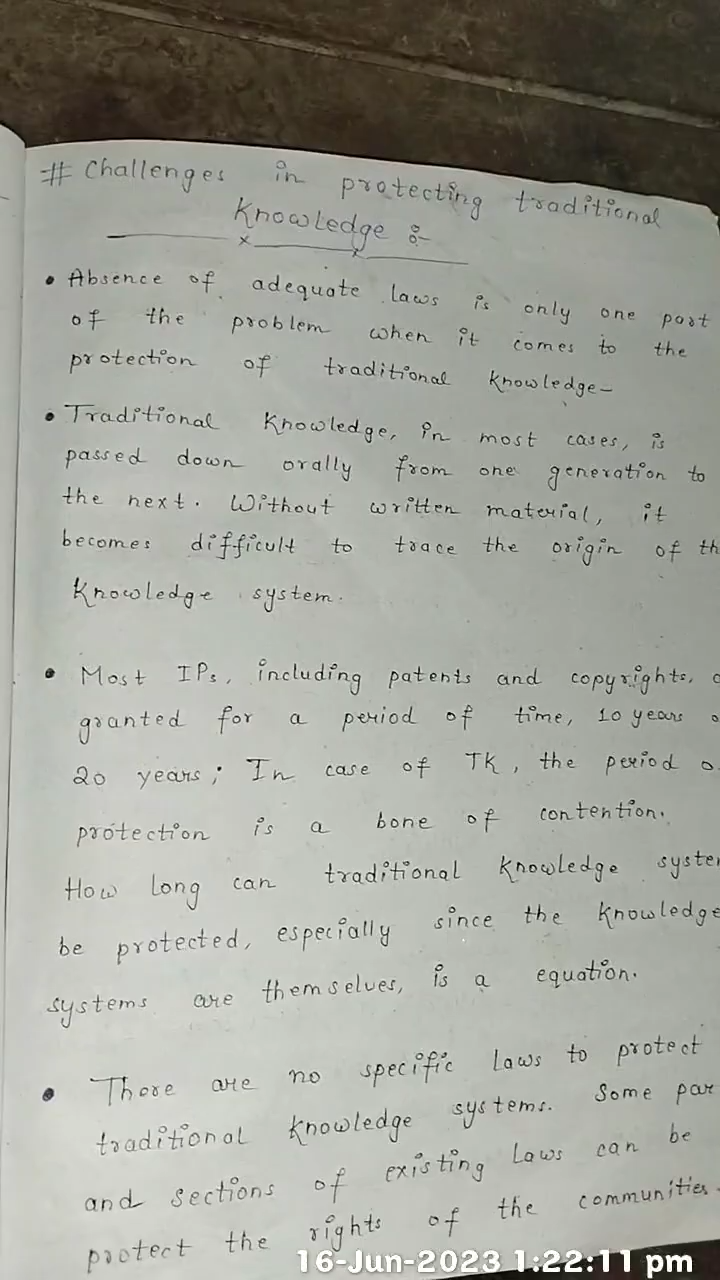 # Challenges in protecting traditional
Knowledge :-
• Absence of adequate laws is only one part
of the problem when it comes to the
protection of traditional knowledge-
• Traditional Knowledge, in most cases, is
passed down orally from one generation to
the next. Without written material, it
becomes difficult to trace the origin of th
Knowledge system.
• Most IPs, including patents and copyrights,
granted for a period of time, 10 years
20 years; In case of TK, the period o
protection is a bone of contention.
How long can traditional knowledge syste
be protected, especially since the knowledge
systems are themselves, is a equation.
• There are no specific laws to protect
traditional knowledge systems. Some par
and sections of existing laws can be
protect the rights of the communities.
16-Jun-2023 1:22:11 pm